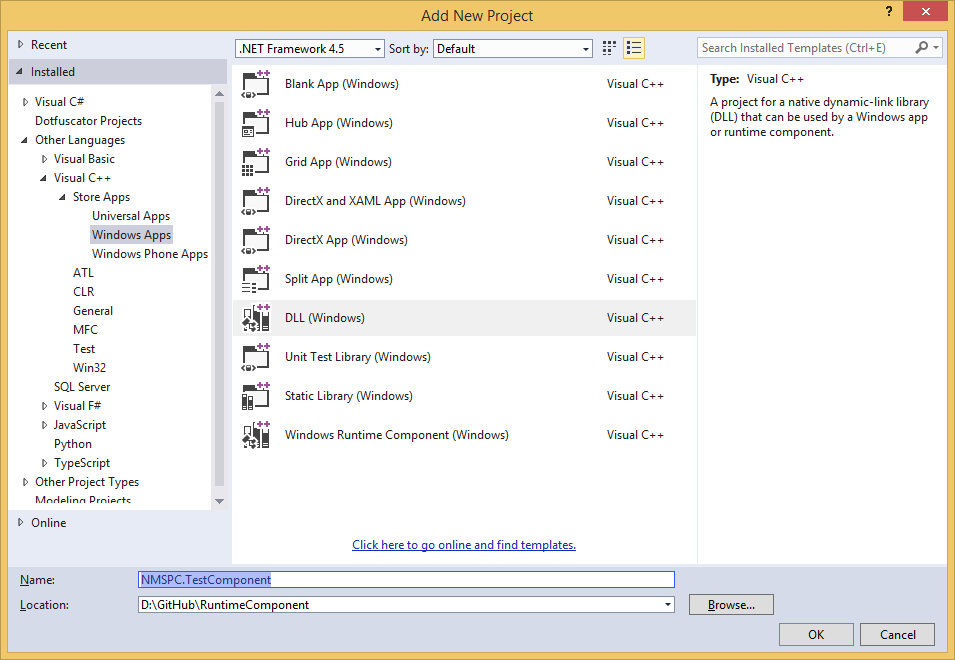 Add New Project
?
Recent
Installed
Visual C#
Dotfuscator Projects
Other Languages
Visual Basic
Visual C++
Store Apps
Universal Apps
Windows Apps
Windows Phone Apps
ATL
CLR
General
MFC
Test
Win32
SQL Server
Visual F#
JavaScript
Python
TypeScript
Other Project Types
Modeling Projects
Online
.NET Framework 4.5 Sort by: Default
Blank App (Windows) Visual C++
Hub App (Windows) Visual C++
Grid App (Windows) Visual C++
DirectX and XAML App (Windows) Visual C++
DirectX App (Windows) Visual C++
Split App (Windows) Visual C++
DLL (Windows) Visual C++
Unit Test Library (Windows) Visual C++
Static Library (Windows) Visual C++
Windows Runtime Component (Windows) Visual C++
Click here to go online and find templates.
Search Installed Templates (Ctrl+E)
Type: Visual C++
A project for a native dynamic-link library
(DLL) that can be used by a Windows app
or runtime component.
Name: NMSPC.TestComponent
Location: D:\GitHub\RuntimeComponent Browse...
OK Cancel